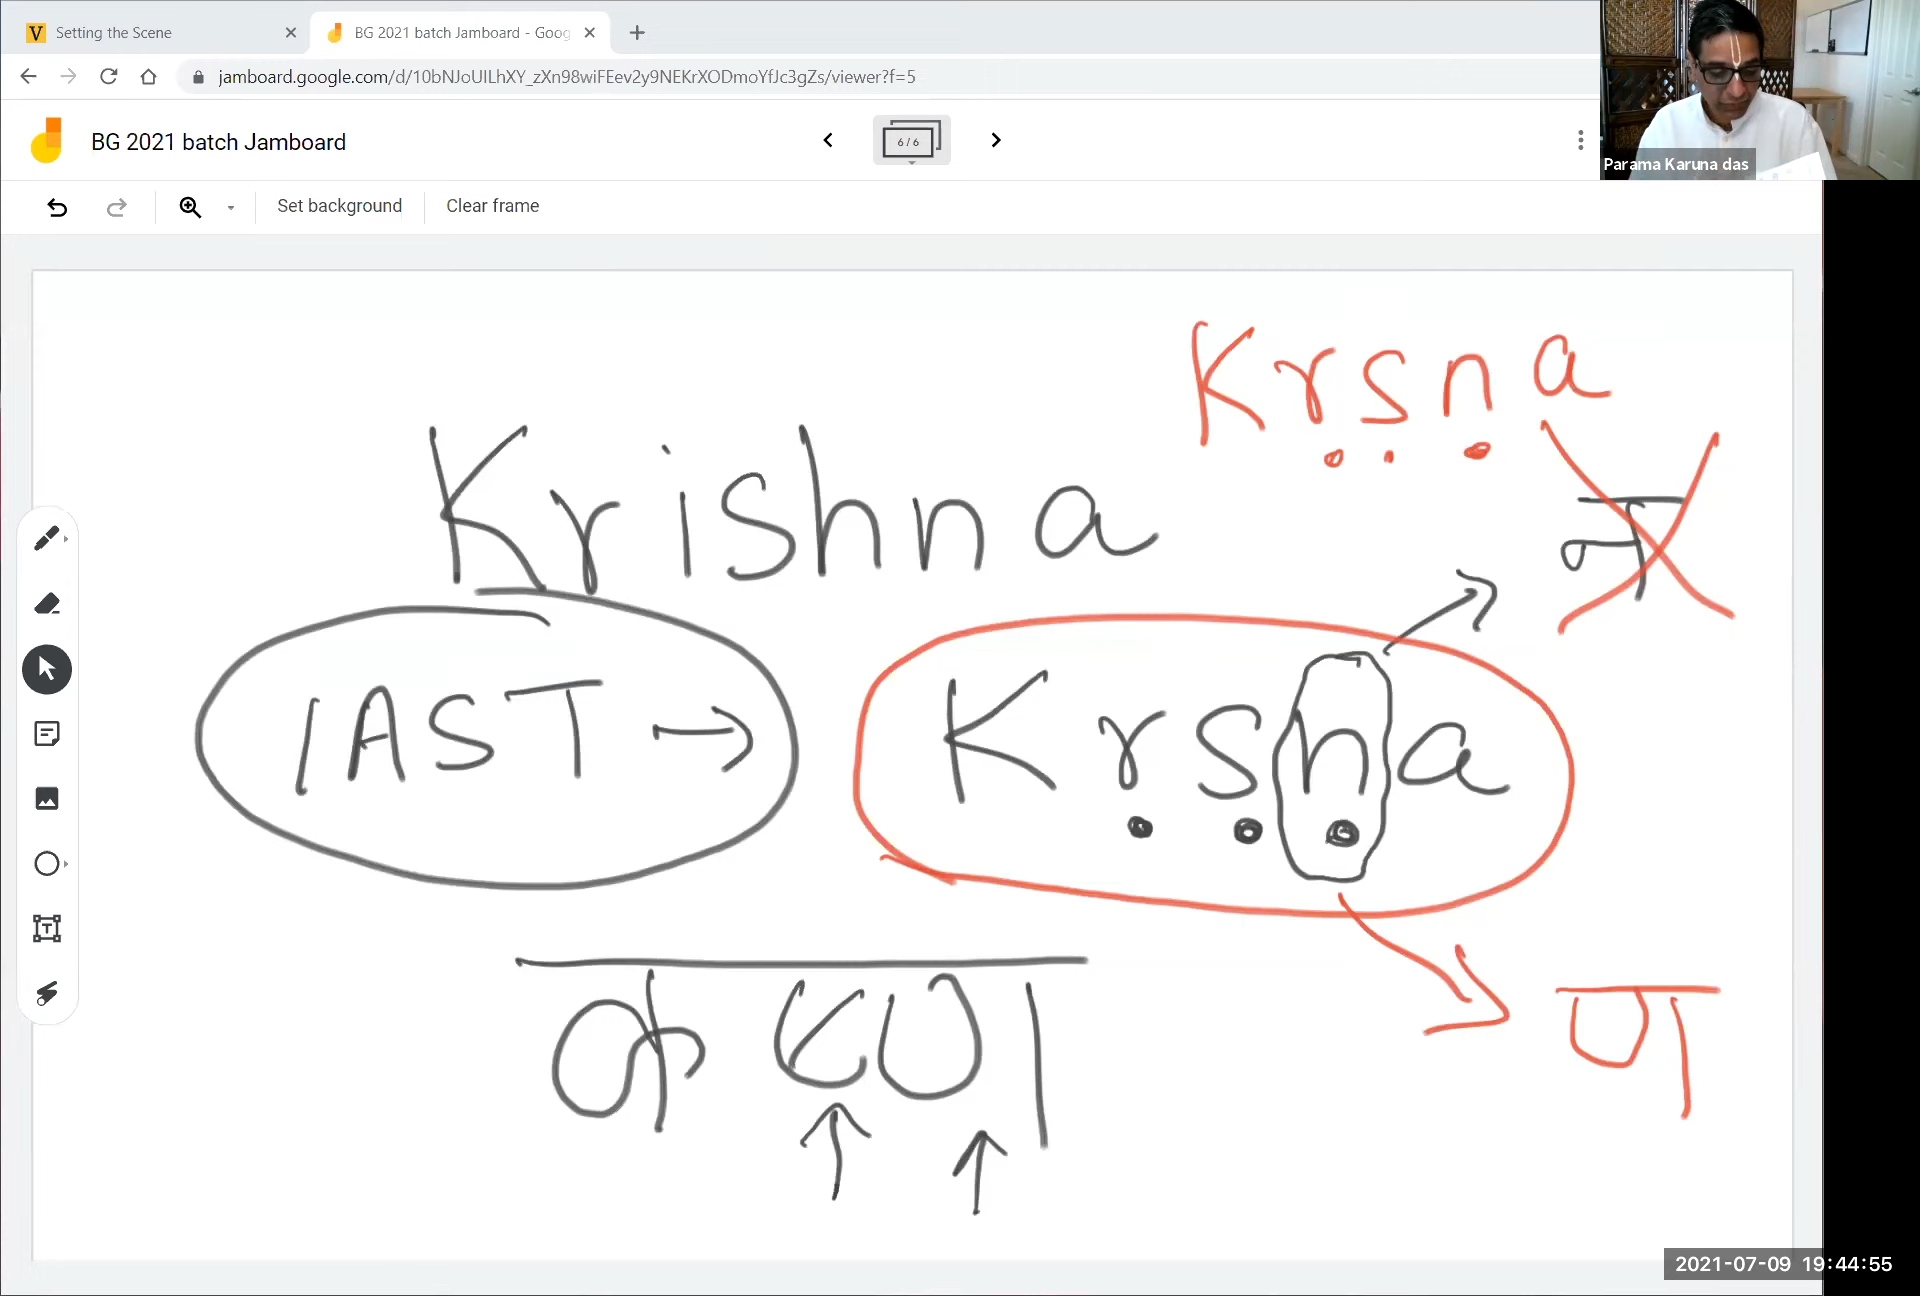 Setting the Scene
BG 2021 batch Jamboard - Goog
jamboard.google.com/d/10bNJoUILhXY_zXn98wiFEev2y9NEKrXODmoYfJc3gZs/viewer?f=5
BG 2021 batch Jamboard
6/6
Parama Karuna das
Set background
Clear frame
Kṛṣṇa
Krishna
न
IAST → Kṛṣṇa
कष्ण
ण
2021-07-09 19:44:55